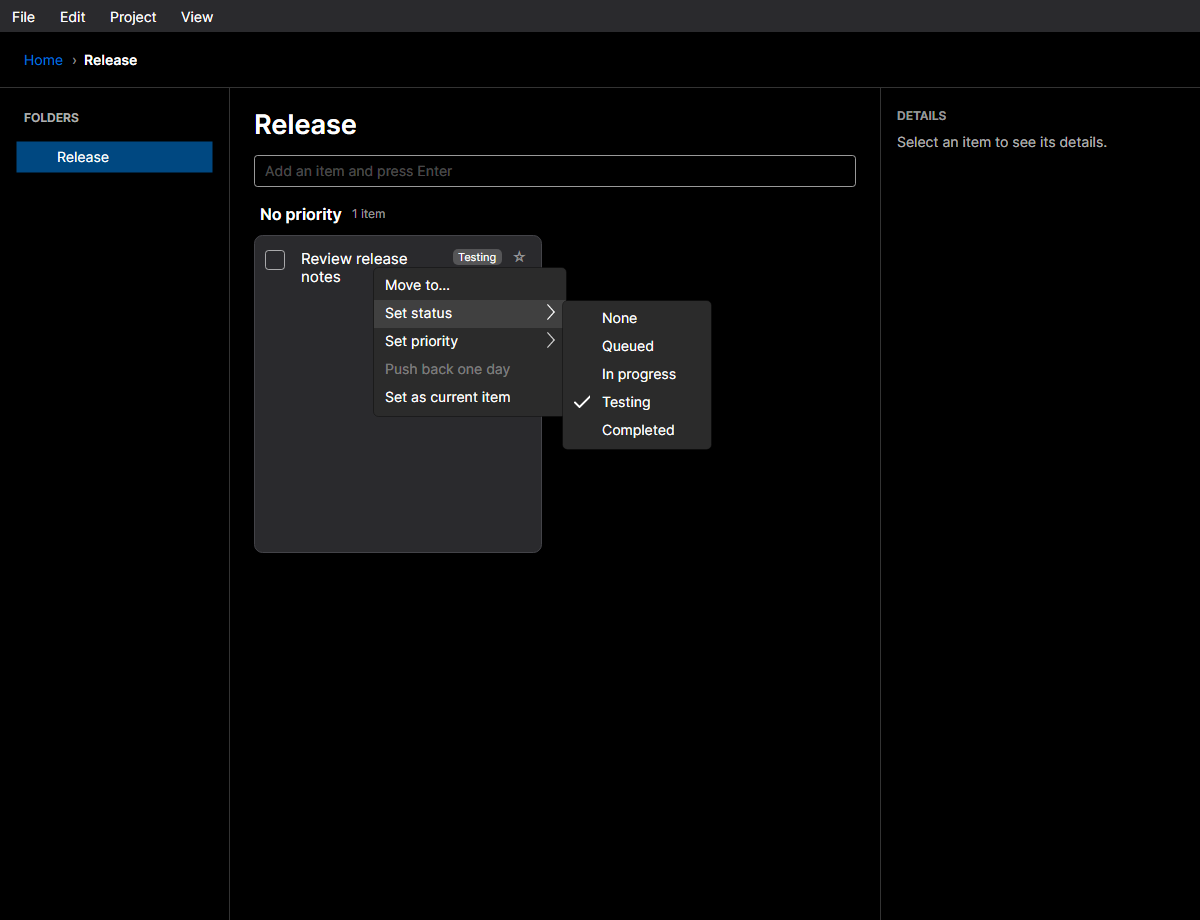 File Edit Project View
Home › Release
FOLDERS
Release
Release
Add an item and press Enter
No priority 1 item
Review release notes
Testing ☆
Move to...
Set status
Set priority
Push back one day
Set as current item
None
Queued
In progress
Testing
Completed
DETAILS
Select an item to see its details.